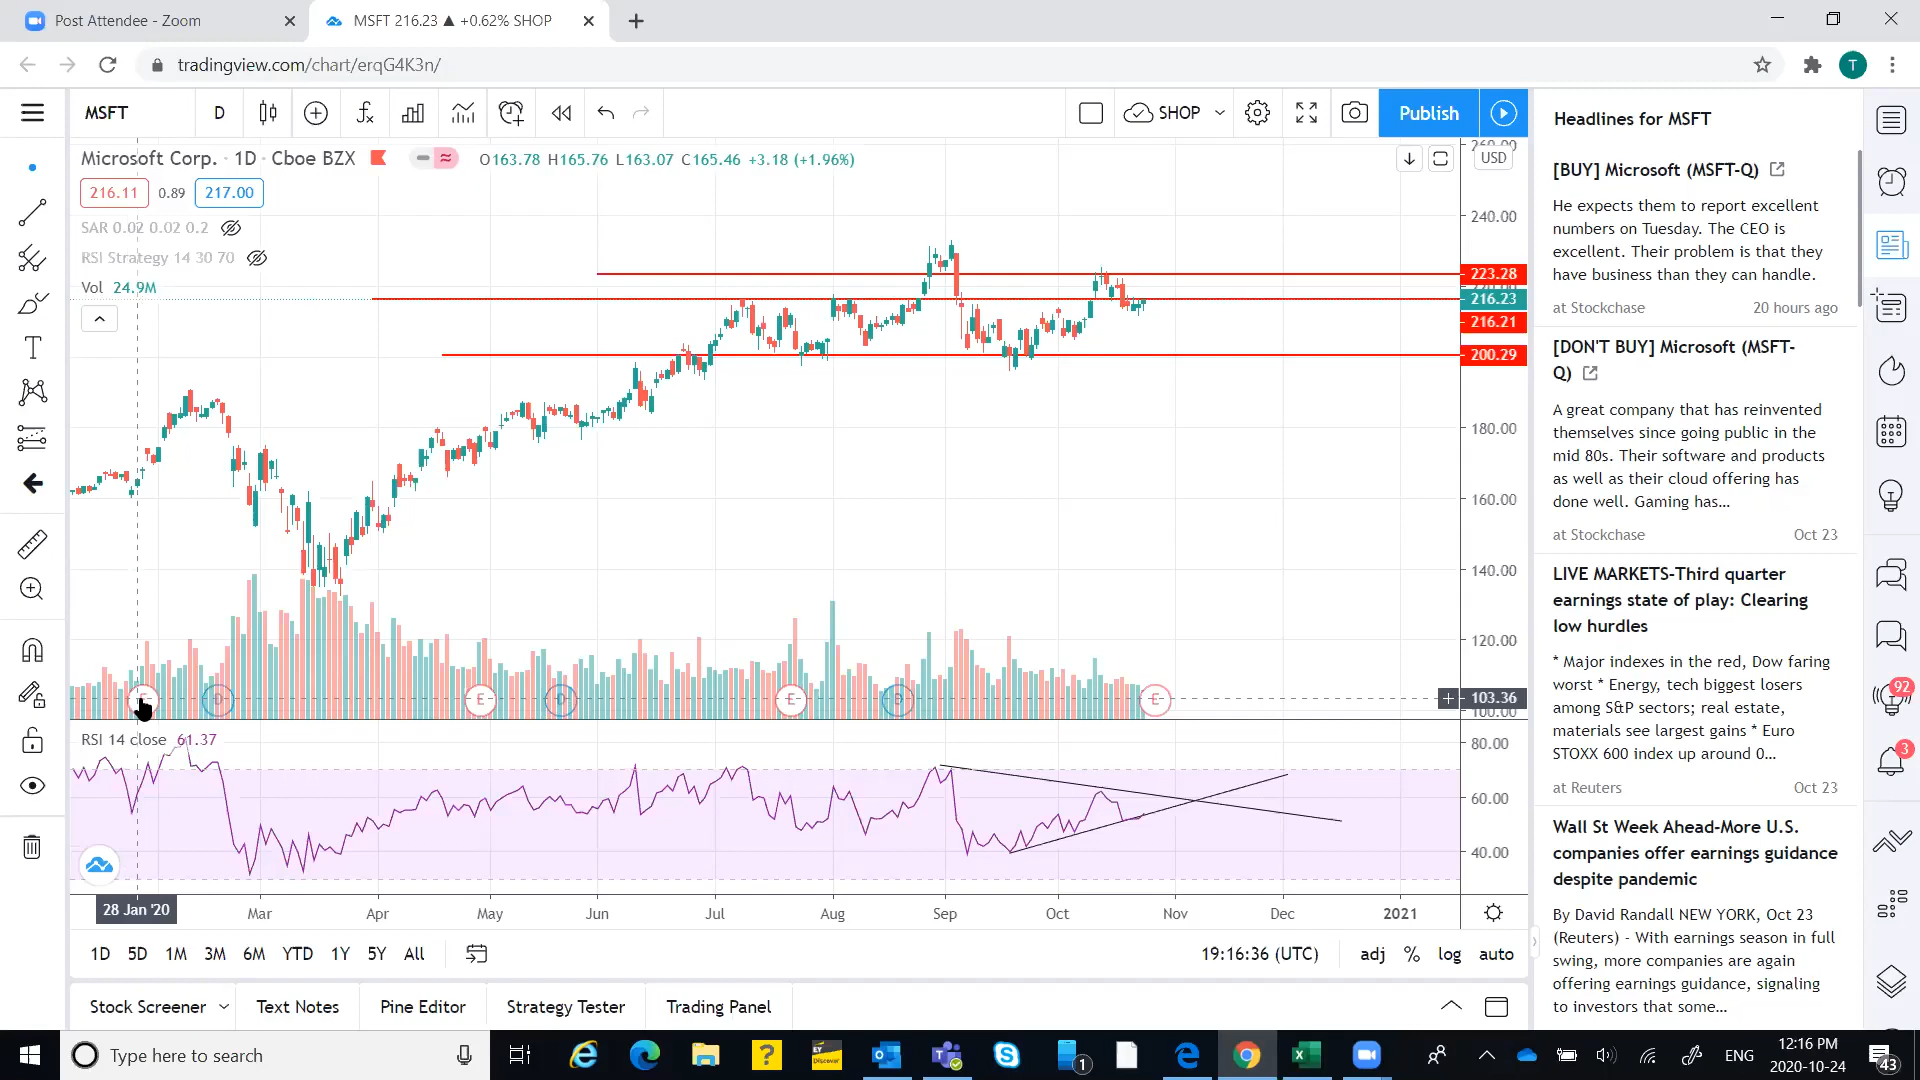 Post Attendee - Zoom
MSFT 216.23 ▲ +0.62% SHOP
tradingview.com/chart/erqG4K3n/
T
MSFT
D
SHOP
Publish
Microsoft Corp. · 1D · Cboe BZX
O163.78 H165.76 L163.07 C165.46 +3.18 (+1.96%)
216.11 0.89 217.00
SAR 0.02 0.02 0.2
RSI Strategy 14 30 70
Vol 24.9M
USD
260.00
240.00
223.28
220.00
216.23
216.21
200.29
180.00
160.00
140.00
120.00
103.36
100.00
E D E D E D E
RSI 14 close 61.37
80.00
60.00
40.00
28 Jan '20
Mar Apr May Jun Jul Aug Sep Oct Nov Dec 2021
1D 5D 1M 3M 6M YTD 1Y 5Y All
19:16:36 (UTC)
adj % log auto
Stock Screener
Text Notes
Pine Editor
Strategy Tester
Trading Panel
Headlines for MSFT
[BUY] Microsoft (MSFT-Q)
He expects them to report excellent
numbers on Tuesday. The CEO is
excellent. Their problem is that they
have business than they can handle.
at Stockchase 20 hours ago
[DON'T BUY] Microsoft (MSFT-
Q)
A great company that has reinvented
themselves since going public in the
mid 80s. Their software and products
as well as their cloud offering has
done well. Gaming has...
at Stockchase Oct 23
LIVE MARKETS-Third quarter
earnings state of play: Clearing
low hurdles
* Major indexes in the red, Dow faring
worst * Energy, tech biggest losers
among S&P sectors; real estate,
materials see largest gains * Euro
STOXX 600 index up around 0...
at Reuters Oct 23
Wall St Week Ahead-More U.S.
companies offer earnings guidance
despite pandemic
By David Randall NEW YORK, Oct 23
(Reuters) - With earnings season in full
swing, more companies are again
offering earnings guidance, signaling
to investors that some...
92
3
Type here to search
EY
Discover
1
ENG
12:16 PM
2020-10-24
43